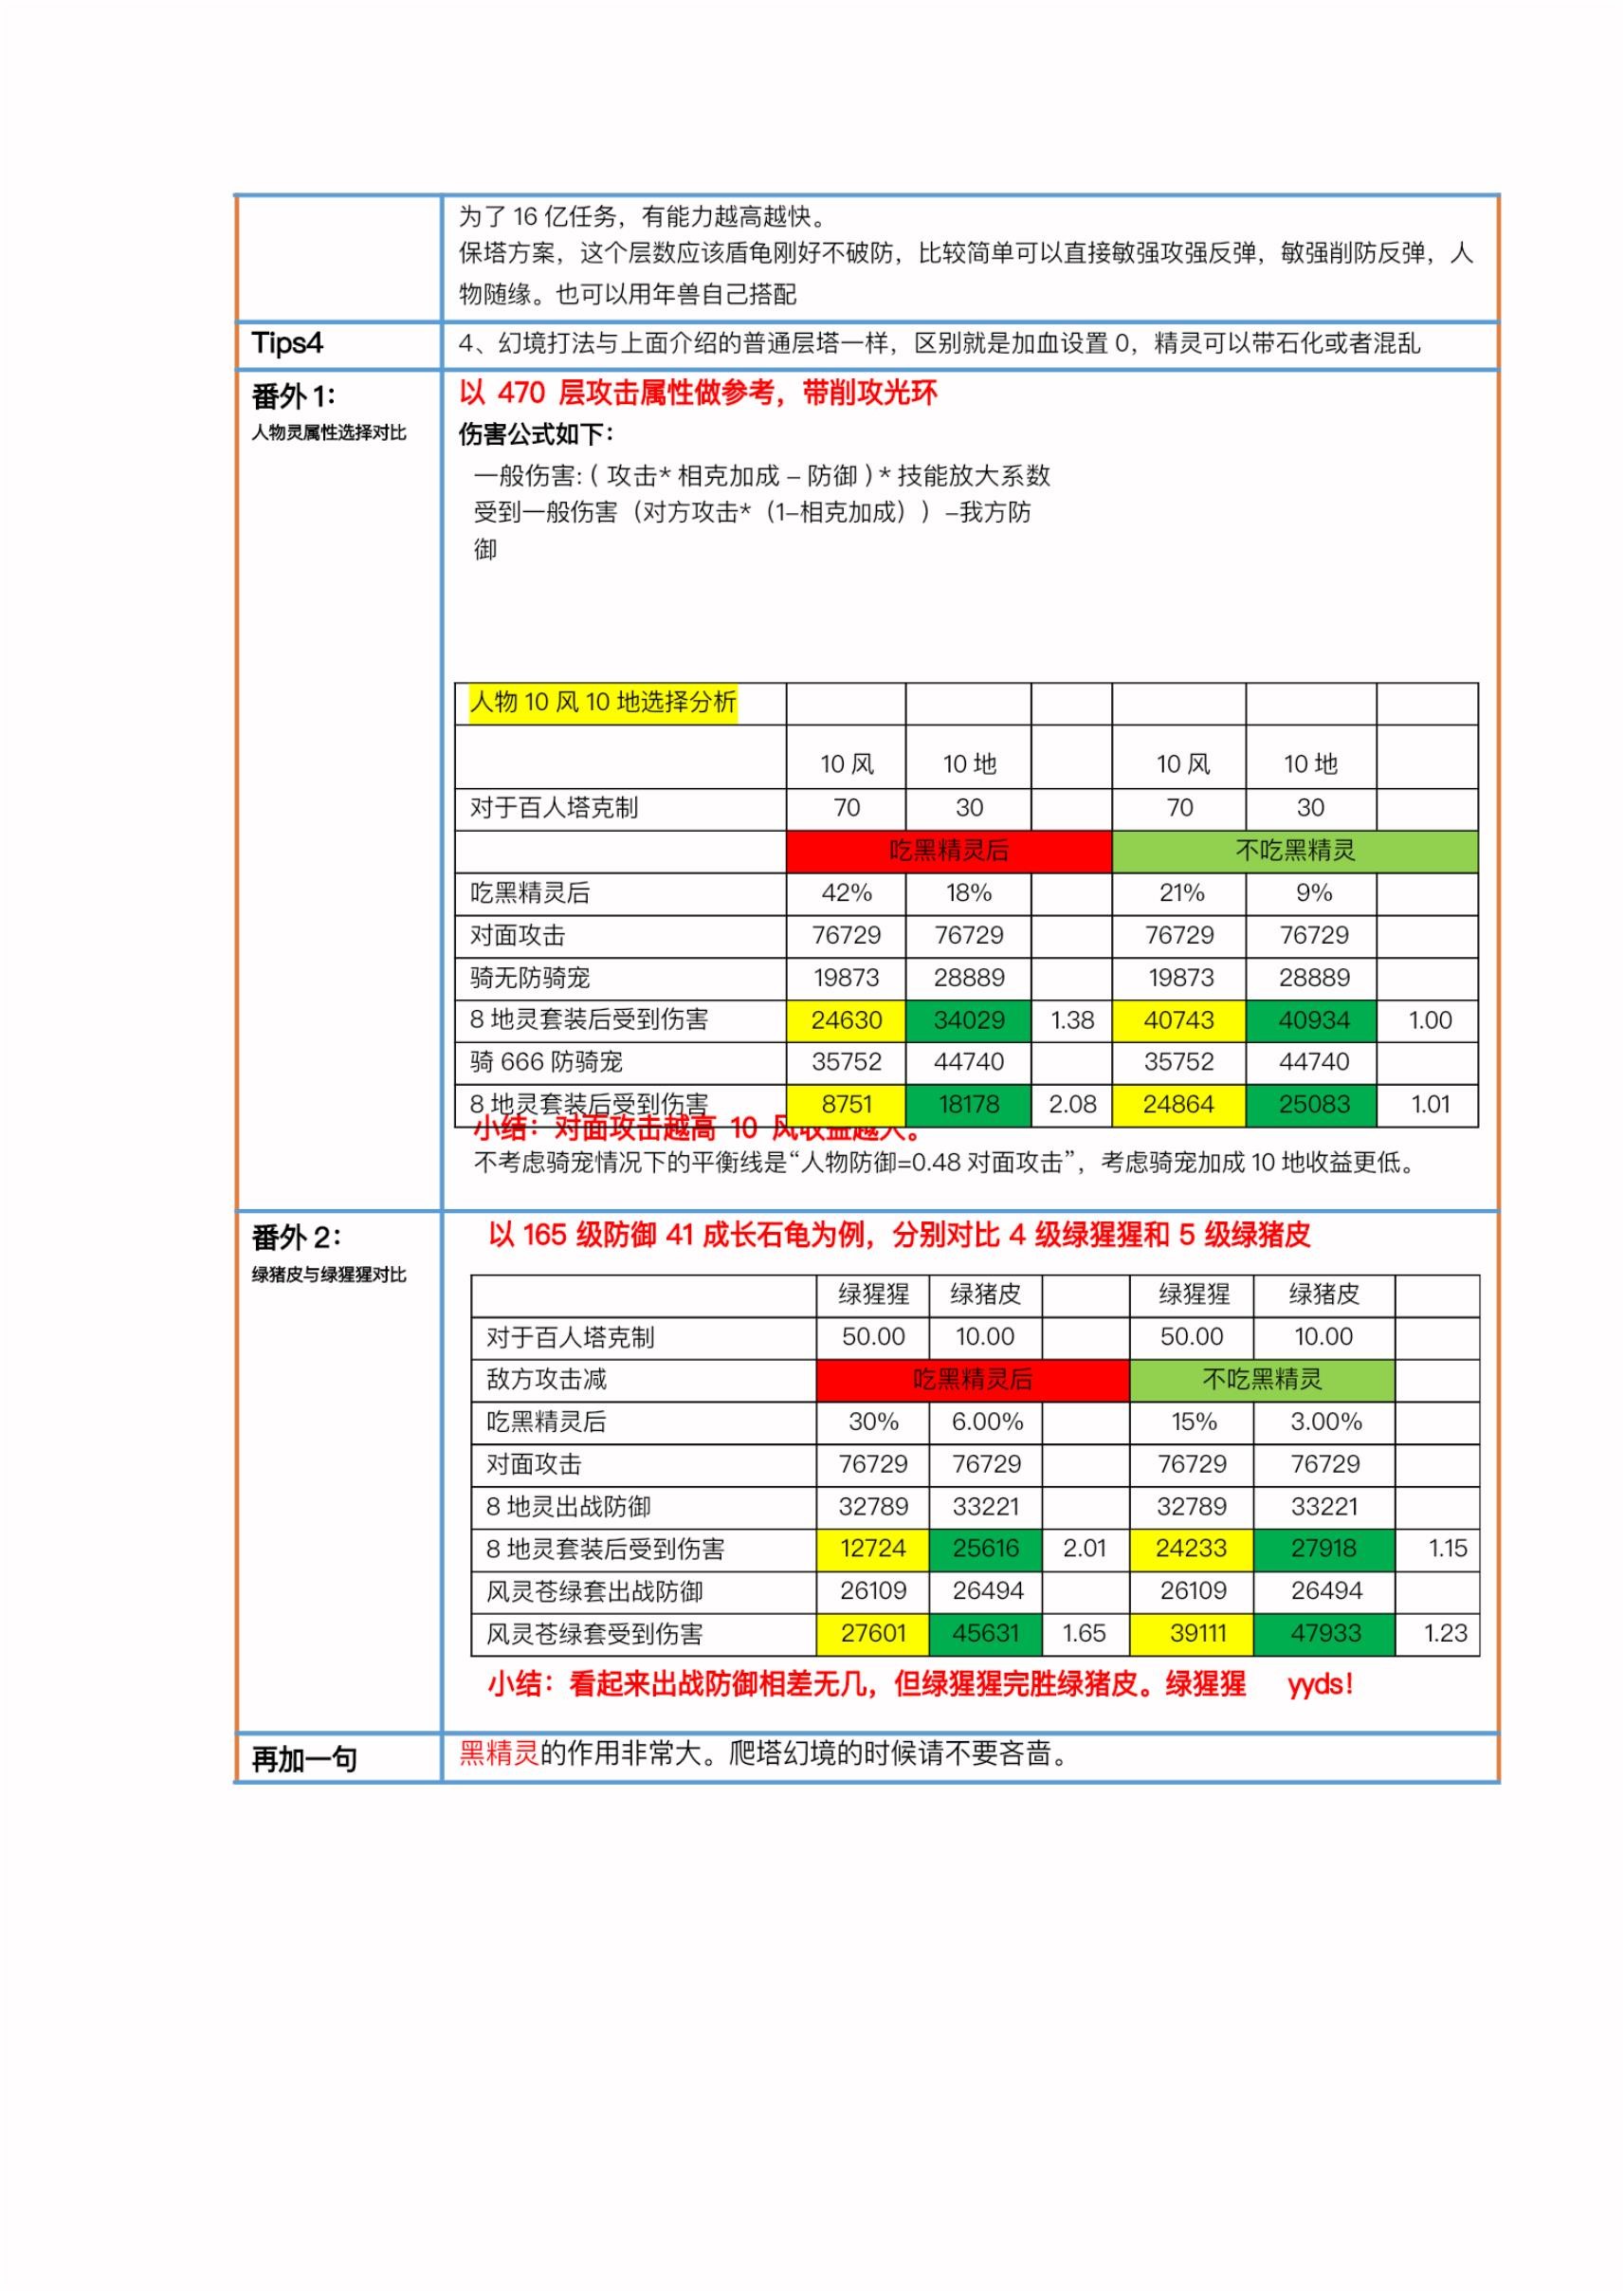 为了 16 亿任务，有能力越高越快。
保塔方案，这个层数应该盾龟刚好不破防，比较简单可以直接敏强攻强反弹，敏强削防反弹，人
物随缘。也可以用年兽自己搭配
Tips4 4、幻境打法与上面介绍的普通层塔一样，区别就是加血设置 0，精灵可以带石化或者混乱
番外 1：
人物灵属性选择对比
以 470 层攻击属性做参考，带削攻光环
伤害公式如下：
一般伤害:( 攻击* 相克加成 – 防御 )* 技能放大系数
受到一般伤害（对方攻击*（1–相克加成））–我方防
御
人物 10 风 10 地选择分析
10 风 10 地 10 风 10 地
对于百人塔克制 70 30 70 30
吃黑精灵后 不吃黑精灵
吃黑精灵后 42% 18% 21% 9%
对面攻击 76729 76729 76729 76729
骑无防骑宠 19873 28889 19873 28889
8 地灵套装后受到伤害 24630 34029 1.38 40743 40934 1.00
骑 666 防骑宠 35752 44740 35752 44740
8 地灵套装后受到伤害 8751 18178 2.08 24864 25083 1.01
小结：对面攻击越高 10 风收益越大。
不考虑骑宠情况下的平衡线是“人物防御=0.48 对面攻击”，考虑骑宠加成 10 地收益更低。
番外 2：
绿猪皮与绿猩猩对比
以 165 级防御 41 成长石龟为例，分别对比 4 级绿猩猩和 5 级绿猪皮
绿猩猩 绿猪皮 绿猩猩 绿猪皮
对于百人塔克制 50.00 10.00 50.00 10.00
敌方攻击减 吃黑精灵后 不吃黑精灵
吃黑精灵后 30% 6.00% 15% 3.00%
对面攻击 76729 76729 76729 76729
8 地灵出战防御 32789 33221 32789 33221
8 地灵套装后受到伤害 12724 25616 2.01 24233 27918 1.15
风灵苍绿套出战防御 26109 26494 26109 26494
风灵苍绿套受到伤害 27601 45631 1.65 39111 47933 1.23
小结：看起来出战防御相差无几，但绿猩猩完胜绿猪皮。绿猩猩 yyds！
再加一句 黑精灵的作用非常大。爬塔幻境的时候请不要吝啬。